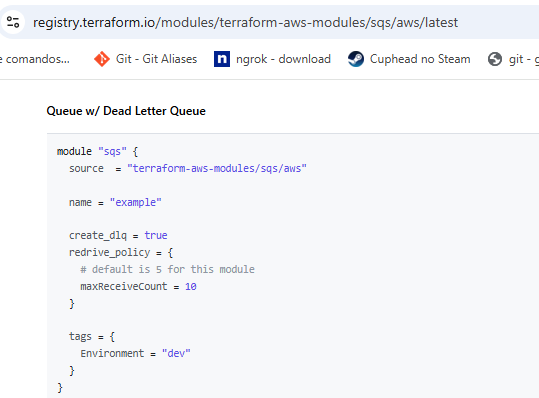 registry.terraform.io/modules/terraform-aws-modules/sqs/aws/latest
e comandos... Git - Git Aliases ngrok - download Cuphead no Steam git - g
Queue w/ Dead Letter Queue
module "sqs" {
  source  = "terraform-aws-modules/sqs/aws"

  name = "example"

  create_dlq = true
  redrive_policy = {
    # default is 5 for this module
    maxReceiveCount = 10
  }

  tags = {
    Environment = "dev"
  }
}